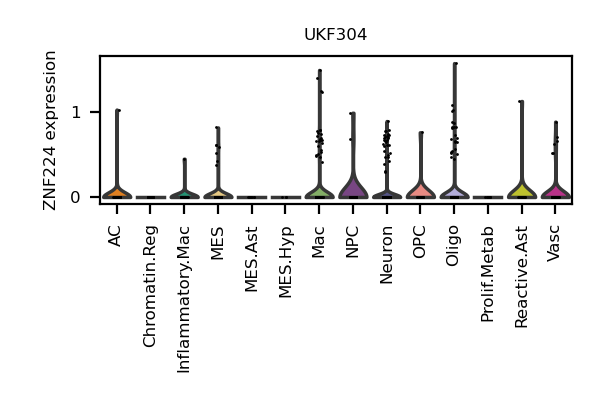 UKF304
ZNF224 expression
1
0
AC
Chromatin.Reg
Inflammatory.Mac
MES
MES.Ast
MES.Hyp
Mac
NPC
Neuron
OPC
Oligo
Prolif.Metab
Reactive.Ast
Vasc